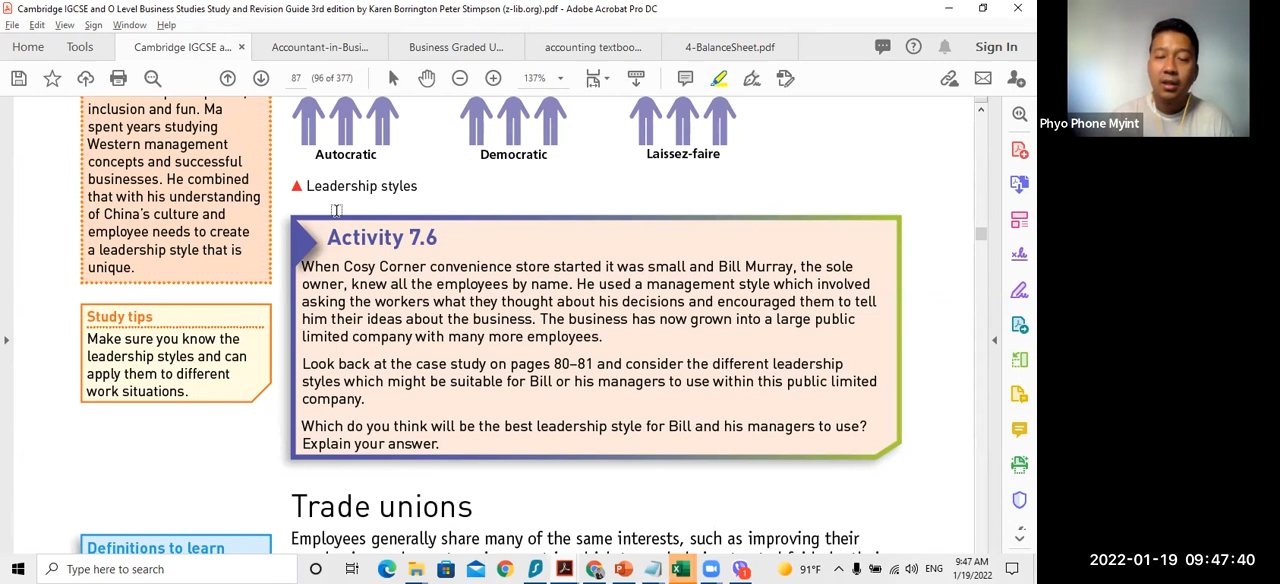 Cambridge IGCSE and O Level Business Studies Study and Revision Guide 3rd edition by Karen Borrington Peter Stimpson (z-lib.org).pdf - Adobe Acrobat Pro DC
File Edit View Sign Window Help
Home Tools Cambridge IGCSE a... × Accountant-in-Busi... Business Graded U... accounting textboo... 4-BalanceSheet.pdf Sign In
87 (96 of 377) 137%
inclusion and fun. Ma
spent years studying
Western management
concepts and successful
businesses. He combined
that with his understanding
of China's culture and
employee needs to create
a leadership style that is
unique.
Study tips
Make sure you know the
leadership styles and can
apply them to different
work situations.
Definitions to learn
Autocratic Democratic Laissez-faire
▲ Leadership styles
Activity 7.6
When Cosy Corner convenience store started it was small and Bill Murray, the sole
owner, knew all the employees by name. He used a management style which involved
asking the workers what they thought about his decisions and encouraged them to tell
him their ideas about the business. The business has now grown into a large public
limited company with many more employees.
Look back at the case study on pages 80–81 and consider the different leadership
styles which might be suitable for Bill or his managers to use within this public limited
company.
Which do you think will be the best leadership style for Bill and his managers to use?
Explain your answer.
Trade unions
Employees generally share many of the same interests, such as improving their
Phyo Phone Myint
Type here to search
91°F
ENG
9:47 AM
1/19/2022
2022-01-19 09:47:40